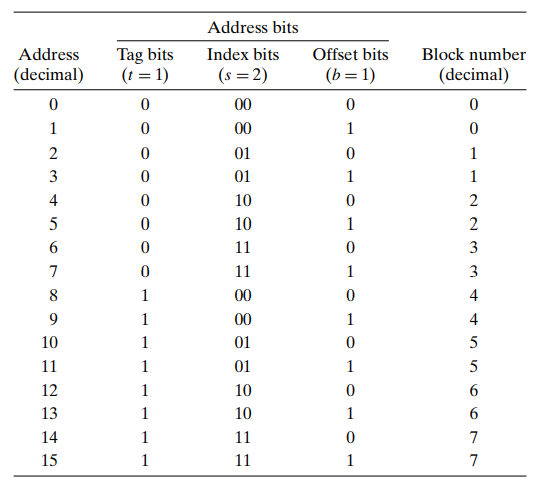 Address bits
Address Tag bits Index bits Offset bits Block number
(decimal) (t = 1) (s = 2) (b = 1) (decimal)
0 0 00 0 0
1 0 00 1 0
2 0 01 0 1
3 0 01 1 1
4 0 10 0 2
5 0 10 1 2
6 0 11 0 3
7 0 11 1 3
8 1 00 0 4
9 1 00 1 4
10 1 01 0 5
11 1 01 1 5
12 1 10 0 6
13 1 10 1 6
14 1 11 0 7
15 1 11 1 7